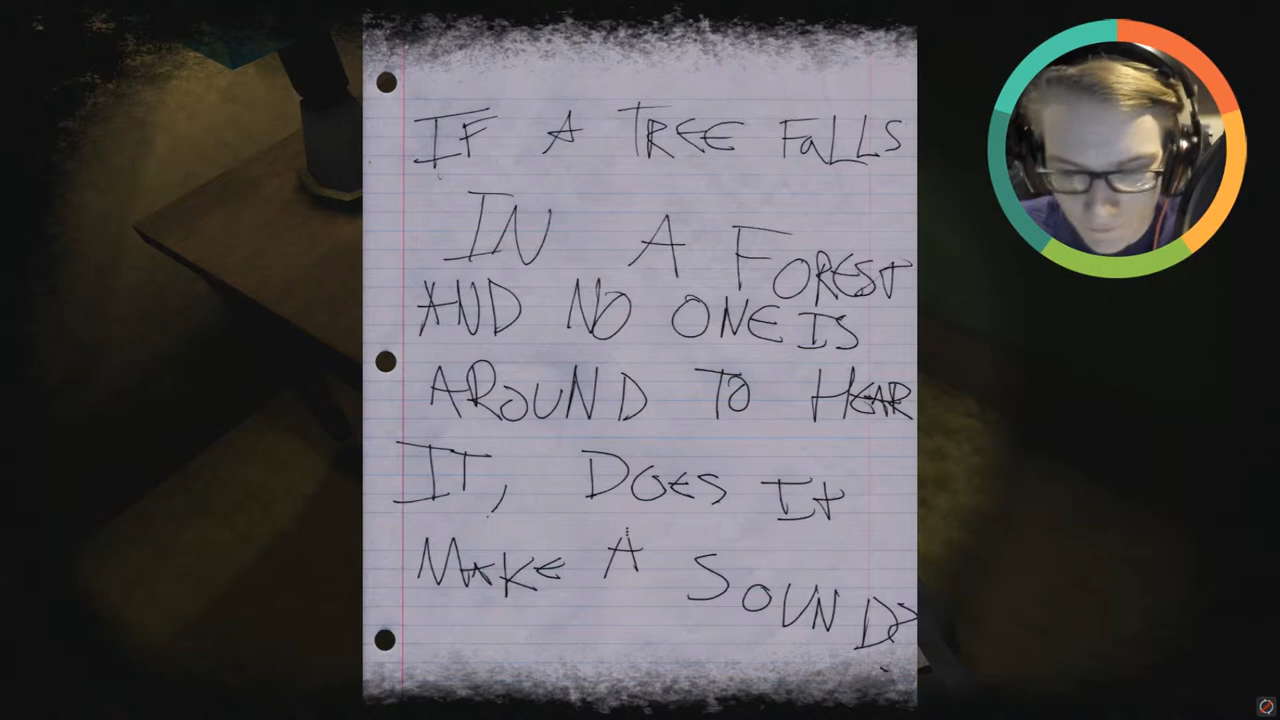 IF A TREE FALLS
IN A FOREST
AND NO ONE IS
AROUND TO HEAR
IT, DOES It
MAKE A SOUND?